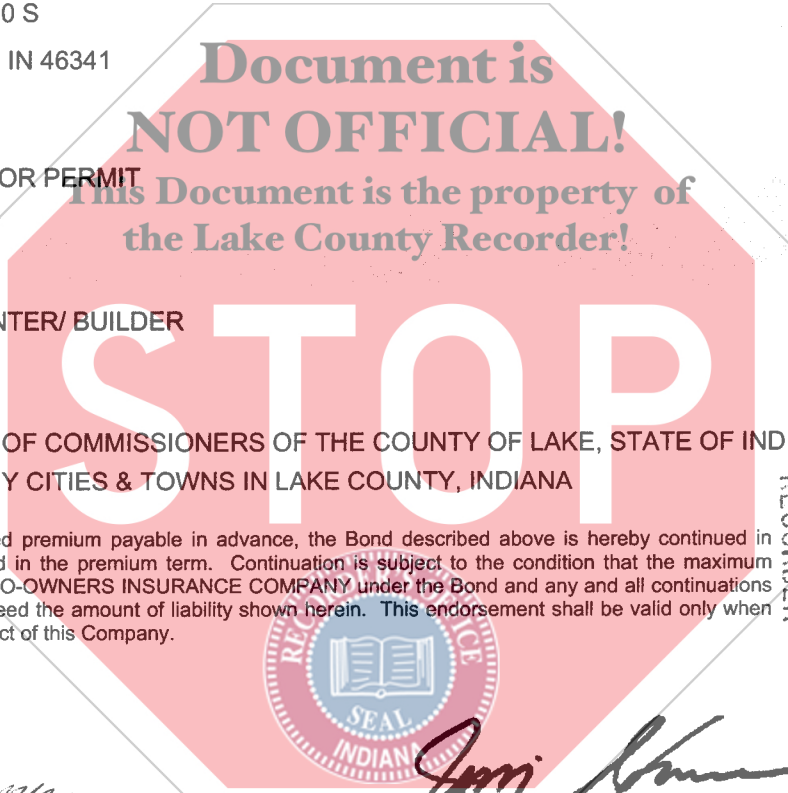 0 S
IN 46341
Document is
NOT OFFICIAL!
OR PERMIT
This Document is the property of
the Lake County Recorder!
NTER/ BUILDER
STOP
OF COMMISSIONERS OF THE COUNTY OF LAKE, STATE OF IND
Y CITIES & TOWNS IN LAKE COUNTY, INDIANA
ed premium payable in advance, the Bond described above is hereby continued in
d in the premium term. Continuation is subject to the condition that the maximum
O-OWNERS INSURANCE COMPANY under the Bond and any and all continuations
eed the amount of liability shown herein. This endorsement shall be valid only when
ct of this Company.
RECORDER'S OFFICE
SEAL
INDIANA